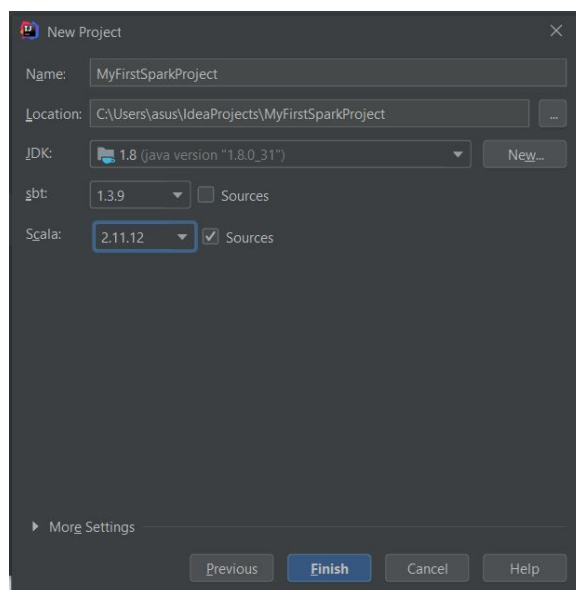 New Project
Name: MyFirstSparkProject
Location: C:\Users\asus\IdeaProjects\MyFirstSparkProject ...
JDK: 1.8 (java version "1.8.0_31") New...
sbt: 1.3.9 Sources
Scala: 2.11.12 Sources
More Settings
Previous Finish Cancel Help